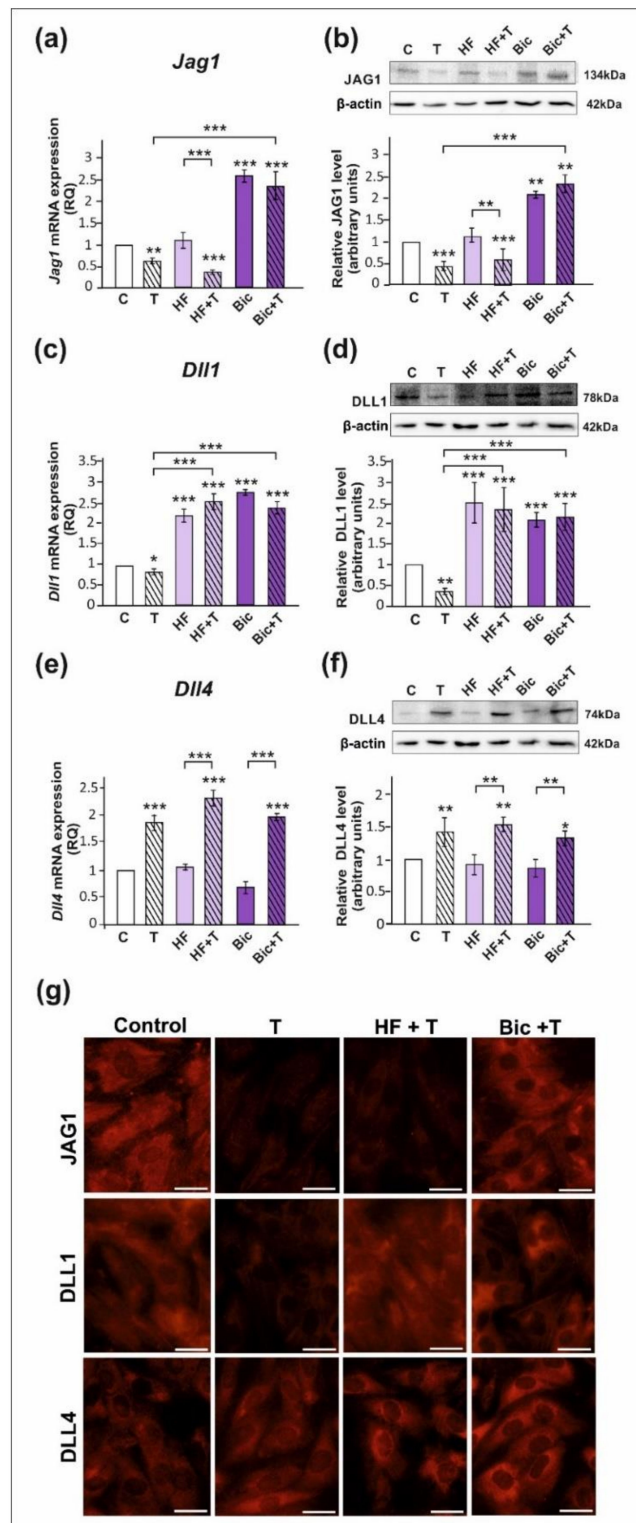 (a)
Jag1
Jag1 mRNA expression
(RQ)
3
2.5
2
1.5
1
0.5
0
***
***
** *** *** ***
C T HF HF+T Bic Bic+T
(b)
C T HF HF+T Bic Bic+T
JAG1 134kDa
β-actin 42kDa
Relative JAG1 level
(arbitrary units)
3
2.5
2
1.5
1
0.5
0
***
**
*** *** ** **
C T HF HF+T Bic Bic+T
(c)
Dll1
Dll1 mRNA expression
(RQ)
3
2.5
2
1.5
1
0.5
0
***
***
* *** *** *** ***
C T HF HF+T Bic Bic+T
(d)
C T HF HF+T Bic Bic+T
DLL1 78kDa
β-actin 42kDa
Relative DLL1 level
(arbitrary units)
3.5
3
2.5
2
1.5
1
0.5
0
***
***
** *** *** *** ***
C T HF HF+T Bic Bic+T
(e)
Dll4
Dll4 mRNA expression
(RQ)
2.5
2
1.5
1
0.5
0
*** ***
*** *** ***
C T HF HF+T Bic Bic+T
(f)
C T HF HF+T Bic Bic+T
DLL4 74kDa
β-actin 42kDa
Relative DLL4 level
(arbitrary units)
2
1.5
1
0.5
0
** **
** ** *
C T HF HF+T Bic Bic+T
(g)
Control T HF + T Bic +T
JAG1
DLL1
DLL4